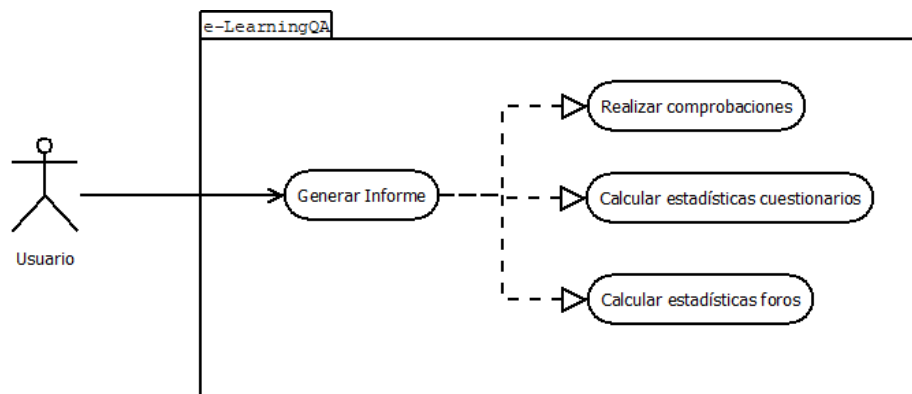 e-LearningQA
Realizar comprobaciones
Generar Informe
Calcular estadísticas cuestionarios
Usuario
Calcular estadísticas foros